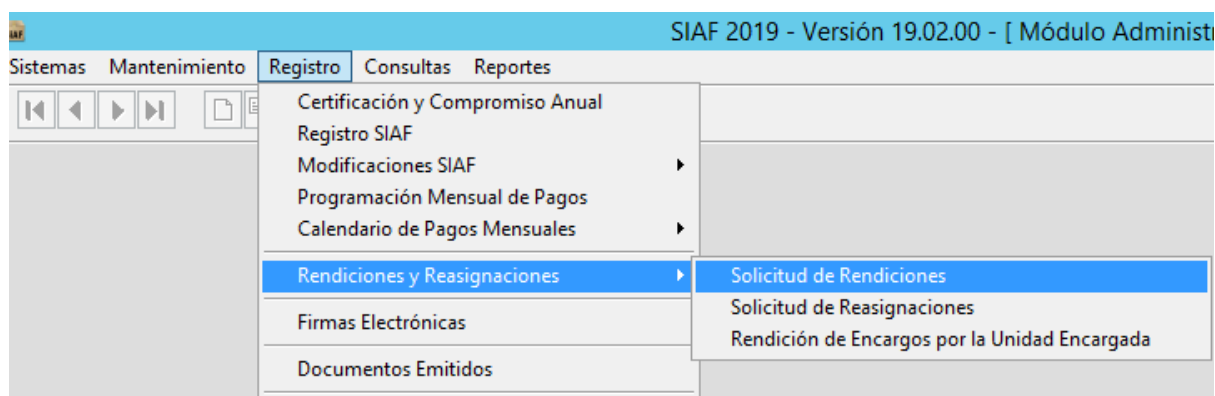 SIAF 2019 - Versión 19.02.00 - [ Módulo Administr
Sistemas Mantenimiento Registro Consultas Reportes
Certificación y Compromiso Anual
Registro SIAF
Modificaciones SIAF
Programación Mensual de Pagos
Calendario de Pagos Mensuales
Rendiciones y Reasignaciones
Solicitud de Rendiciones
Solicitud de Reasignaciones
Rendición de Encargos por la Unidad Encargada
Firmas Electrónicas
Documentos Emitidos